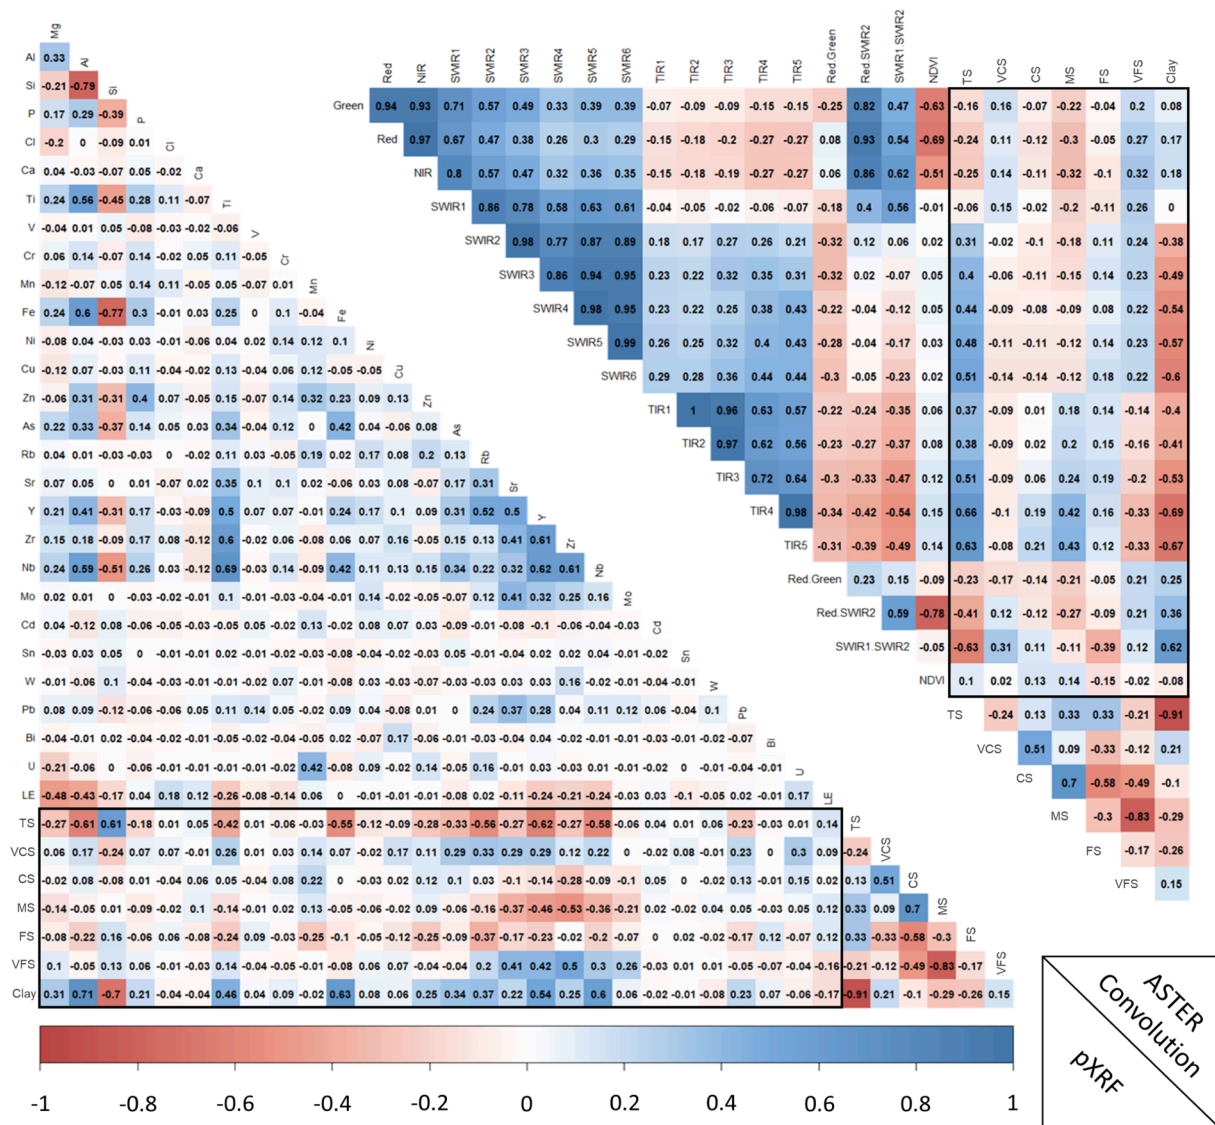 Mg
Al 0.33 Al
Si -0.21 -0.79 Si
P 0.17 0.29 -0.39 P
Cl -0.2 0 -0.09 0.01 Cl
Ca 0.04 -0.03 -0.07 0.05 -0.02 Ca
Ti 0.24 0.56 -0.45 0.28 0.11 -0.07 Ti
V -0.04 0.01 0.05 -0.08 -0.03 -0.02 -0.06 V
Cr 0.06 0.14 -0.07 0.14 -0.02 0.05 0.11 -0.05 Cr
Mn -0.12 -0.07 0.05 0.14 0.11 -0.05 0.05 -0.07 0.01 Mn
Fe 0.24 0.6 -0.77 0.3 -0.01 0.03 0.25 0 0.1 -0.04 Fe
Ni -0.08 0.04 -0.03 0.03 -0.01 -0.06 0.04 0.02 0.14 0.12 0.1 Ni
Cu -0.12 0.07 -0.03 0.11 -0.04 -0.02 0.13 -0.04 0.06 0.12 -0.05 -0.05 Cu
Zn -0.06 0.31 -0.31 0.4 0.07 -0.05 0.15 -0.07 0.14 0.32 0.23 0.09 0.13 Zn
As 0.22 0.33 -0.37 0.14 0.05 0.03 0.34 -0.04 0.12 0 0.42 0.04 -0.06 0.08 As
Rb 0.04 0.01 -0.03 -0.03 0 -0.02 0.11 0.03 -0.05 0.19 0.02 0.17 0.08 0.2 0.13 Rb
Sr 0.07 0.05 0 0.01 -0.07 0.02 0.35 0.1 0.1 0.02 -0.06 0.03 0.08 -0.07 0.17 0.31 Sr
Y 0.21 0.41 -0.31 0.17 -0.03 -0.09 0.5 0.07 0.07 -0.01 0.24 0.17 0.1 0.09 0.31 0.52 0.5 Y
Zr 0.15 0.18 -0.09 0.17 0.08 -0.12 0.6 -0.02 0.06 -0.08 0.06 0.07 0.16 -0.05 0.15 0.13 0.41 0.61 Zr
Nb 0.24 0.59 -0.51 0.26 0.03 -0.12 0.69 -0.03 0.14 -0.09 0.42 0.11 0.13 0.15 0.34 0.22 0.32 0.62 0.61 Nb
Mo 0.02 0.01 0 -0.03 -0.02 -0.01 0.1 -0.01 -0.03 -0.04 -0.01 0.14 -0.02 -0.05 -0.07 0.12 0.41 0.32 0.25 0.16 Mo
Cd 0.04 -0.12 0.08 -0.06 -0.05 -0.03 -0.05 0.05 -0.02 0.13 -0.02 0.08 0.07 0.03 -0.09 -0.01 -0.08 -0.1 -0.06 -0.04 -0.03 Cd
Sn -0.03 0.03 0.05 0 -0.01 -0.01 -0.02 0.02 -0.03 0.02 -0.03 -0.08 -0.04 -0.02 -0.03 0.05 -0.01 -0.04 0.02 0.02 0.04 -0.02 Sn
W -0.01 -0.06 0.1 -0.04 -0.03 -0.01 -0.01 -0.02 0.07 -0.01 -0.08 0.03 -0.08 -0.07 -0.03 -0.03 0.03 0.03 0.16 -0.02 -0.04 -0.04 -0.01 W
Pb 0.08 0.09 -0.12 -0.06 -0.06 0.05 0.11 0.14 0.05 -0.02 0.09 0.04 -0.08 0.01 0 0.24 0.37 0.28 0.04 0.11 0.12 0.06 -0.04 0.1 Pb
Bi -0.04 -0.01 0.02 -0.04 -0.01 -0.02 -0.01 -0.05 -0.02 -0.04 -0.05 0.02 -0.07 0.17 -0.06 -0.01 -0.03 -0.04 0.04 -0.02 -0.01 -0.01 -0.02 -0.01 -0.07 Bi
U -0.21 -0.06 0 -0.06 -0.01 -0.01 -0.01 -0.02 -0.02 0.42 -0.08 0.09 -0.02 0.14 -0.05 0.16 -0.01 0.03 -0.03 -0.01 -0.01 -0.02 0 -0.01 -0.04 -0.01 U
LE -0.48 -0.43 -0.17 0.04 0.18 0.12 -0.26 -0.08 -0.14 0.06 0 -0.01 -0.01 -0.01 -0.08 0.02 -0.11 -0.24 -0.21 -0.24 -0.03 0.03 -0.1 -0.05 0.02 -0.01 0.17 LE
TS -0.27 -0.61 0.61 -0.18 0.01 0.05 -0.42 0.01 -0.06 -0.03 -0.55 -0.12 -0.09 -0.28 -0.33 -0.56 -0.27 -0.62 -0.27 -0.58 -0.06 0.04 0.01 0.06 -0.23 -0.03 0.01 0.14 TS
VCS 0.06 0.17 -0.24 0.07 0.07 -0.01 0.26 0.01 0.03 0.14 0.07 -0.02 0.17 0.11 0.29 0.33 0.29 0.29 0.12 0.22 0 -0.02 0.08 -0.01 0.23 0 0.3 0.09 -0.24 VCS
CS -0.02 0.08 -0.08 0.01 -0.04 0.06 0.04 -0.04 0.08 0.22 0 -0.03 0.02 0.12 0.1 0.03 -0.1 -0.14 -0.28 -0.09 -0.1 0.05 0 -0.02 0.13 -0.01 0.15 0.02 0.13 0.51 CS
MS -0.14 -0.05 0.01 -0.09 -0.02 0.1 -0.14 -0.01 0.02 0.13 -0.05 -0.06 -0.02 0.09 -0.06 -0.16 -0.37 -0.46 -0.53 -0.36 -0.21 0.02 -0.02 0.04 0.05 0.02 0.01 0.12 0.33 0.09 0.7 MS
FS -0.08 -0.22 0.16 -0.06 0.06 -0.08 -0.24 0.09 -0.03 -0.25 -0.1 -0.05 -0.12 -0.25 -0.09 -0.37 -0.17 -0.23 -0.02 -0.2 -0.07 0 0.02 -0.02 -0.17 0.12 -0.07 0.12 0.33 -0.33 -0.58 -0.3 FS
VFS 0.1 -0.05 0.13 0.06 -0.01 -0.03 0.14 -0.04 -0.05 -0.01 -0.08 0.06 0.07 -0.04 -0.04 0.2 0.41 0.42 0.5 0.3 0.26 -0.03 0.01 0.01 -0.05 -0.07 -0.04 -0.16 -0.21 -0.12 -0.49 -0.83 -0.17 VFS
Clay 0.31 0.71 -0.7 0.21 -0.04 -0.04 0.46 0.04 0.09 -0.02 0.63 0.08 0.06 0.25 0.34 0.37 0.22 0.54 0.25 0.6 0.06 -0.02 -0.01 -0.08 0.23 0.07 -0.06 -0.17 -0.91 0.21 -0.1 -0.29 -0.26 0.15
Red NIR SWIR1 SWIR2 SWIR3 SWIR4 SWIR5 SWIR6 TIR1 TIR2 TIR3 TIR4 TIR5 Red.Green Red.SWIR2 SWIR1.SWIR2 NDVI TS VCS CS MS FS VFS Clay
Green 0.94 0.93 0.71 0.57 0.49 0.33 0.39 0.39 -0.07 -0.09 -0.09 -0.15 -0.15 -0.25 0.82 0.47 -0.63 -0.16 0.16 -0.07 -0.22 -0.04 0.2 0.08
Red 0.97 0.67 0.47 0.38 0.26 0.3 0.29 -0.15 -0.18 -0.2 -0.27 -0.27 0.08 0.93 0.54 -0.69 -0.24 0.11 -0.12 -0.3 -0.05 0.27 0.17
NIR 0.8 0.57 0.47 0.32 0.36 0.35 -0.15 -0.18 -0.19 -0.27 -0.27 0.06 0.86 0.62 -0.51 -0.25 0.14 -0.11 -0.32 -0.1 0.32 0.18
SWIR1 0.86 0.78 0.58 0.63 0.61 -0.04 -0.05 -0.02 -0.06 -0.07 -0.18 0.4 0.56 -0.01 -0.06 0.15 -0.02 -0.2 -0.11 0.26 0
SWIR2 0.98 0.77 0.87 0.89 0.18 0.17 0.27 0.26 0.21 -0.32 0.12 0.06 0.02 0.31 -0.02 -0.1 -0.18 0.11 0.24 -0.38
SWIR3 0.86 0.94 0.95 0.23 0.22 0.32 0.35 0.31 -0.32 0.02 -0.07 0.05 0.4 -0.06 -0.11 -0.15 0.14 0.23 -0.49
SWIR4 0.98 0.95 0.23 0.22 0.25 0.38 0.43 -0.22 -0.04 -0.12 0.05 0.44 -0.09 -0.08 -0.09 0.08 0.22 -0.54
SWIR5 0.99 0.26 0.25 0.32 0.4 0.43 -0.28 -0.04 -0.17 0.03 0.48 -0.11 -0.11 -0.12 0.14 0.23 -0.57
SWIR6 0.29 0.28 0.36 0.44 0.44 -0.3 -0.05 -0.23 0.02 0.51 -0.14 -0.14 -0.12 0.18 0.22 -0.6
TIR1 1 0.96 0.63 0.57 -0.22 -0.24 -0.35 0.06 0.37 -0.09 0.01 0.18 0.14 -0.14 -0.4
TIR2 0.97 0.62 0.56 -0.23 -0.27 -0.37 0.08 0.38 -0.09 0.02 0.2 0.15 -0.16 -0.41
TIR3 0.72 0.64 -0.3 -0.33 -0.47 0.12 0.51 -0.09 0.06 0.24 0.19 -0.2 -0.53
TIR4 0.98 -0.34 -0.42 -0.54 0.15 0.66 -0.1 0.19 0.42 0.16 -0.33 -0.69
TIR5 -0.31 -0.39 -0.49 0.14 0.63 -0.08 0.21 0.43 0.12 -0.33 -0.67
Red.Green 0.23 0.15 -0.09 -0.23 -0.17 -0.14 -0.21 -0.05 0.21 0.25
Red.SWIR2 0.59 -0.78 -0.41 0.12 -0.12 -0.27 -0.09 0.21 0.36
SWIR1.SWIR2 -0.05 -0.63 0.31 0.11 -0.11 -0.39 0.12 0.62
NDVI 0.1 0.02 0.13 0.14 -0.15 -0.02 -0.08
TS -0.24 0.13 0.33 0.33 -0.21 -0.91
VCS 0.51 0.09 -0.33 -0.12 0.21
CS 0.7 -0.58 -0.49 -0.1
MS -0.3 -0.83 -0.29
FS -0.17 -0.26
VFS 0.15
-1 -0.8 -0.6 -0.4 -0.2 0 0.2 0.4 0.6 0.8 1
ASTER
Convolution
pXRF